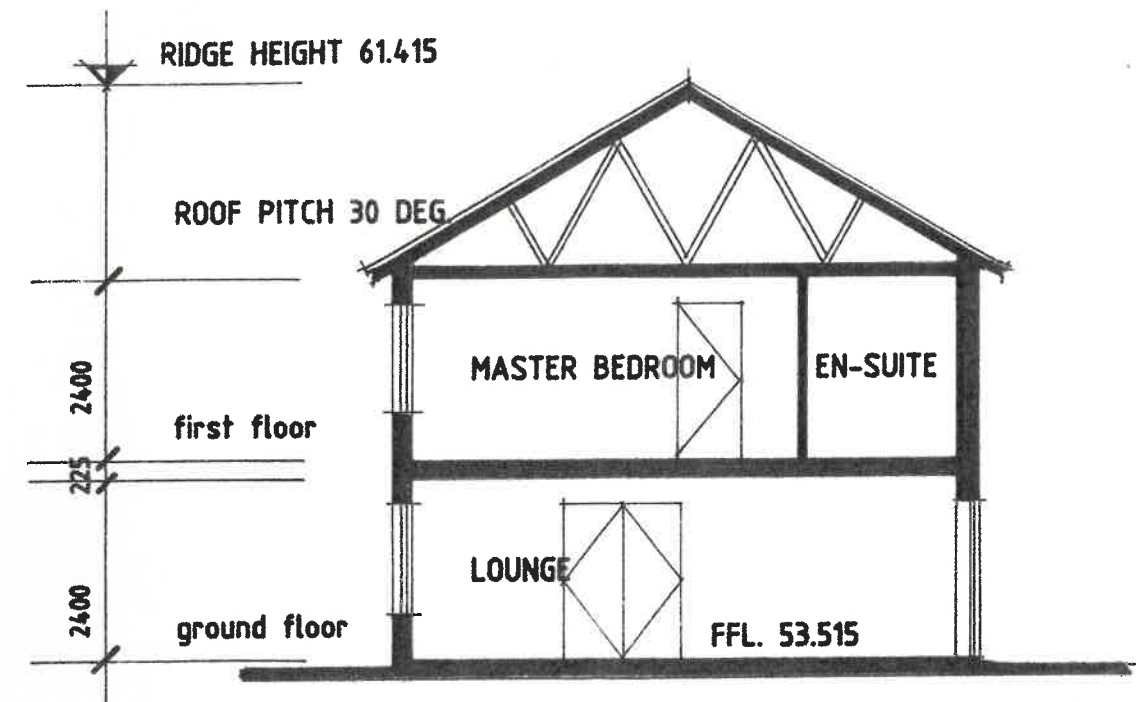 RIDGE HEIGHT 61.415
ROOF PITCH 30 DEG.
2400
MASTER BEDROOM
EN-SUITE
first floor
225
LOUNGE
2400
ground floor
FFL. 53.515